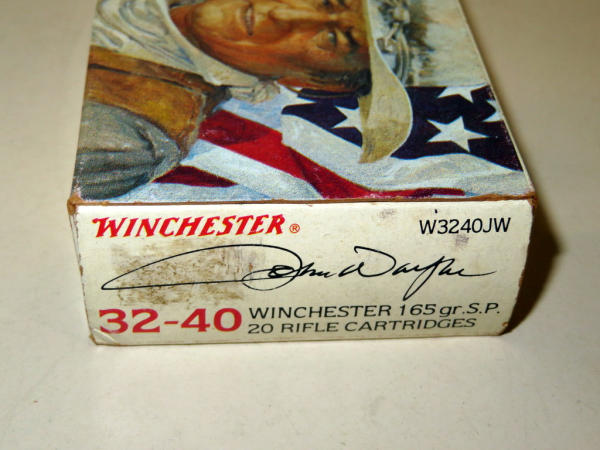 WINCHESTER® W3240JW
John Wayne
32-40 WINCHESTER 165 gr. S.P.
20 RIFLE CARTRIDGES